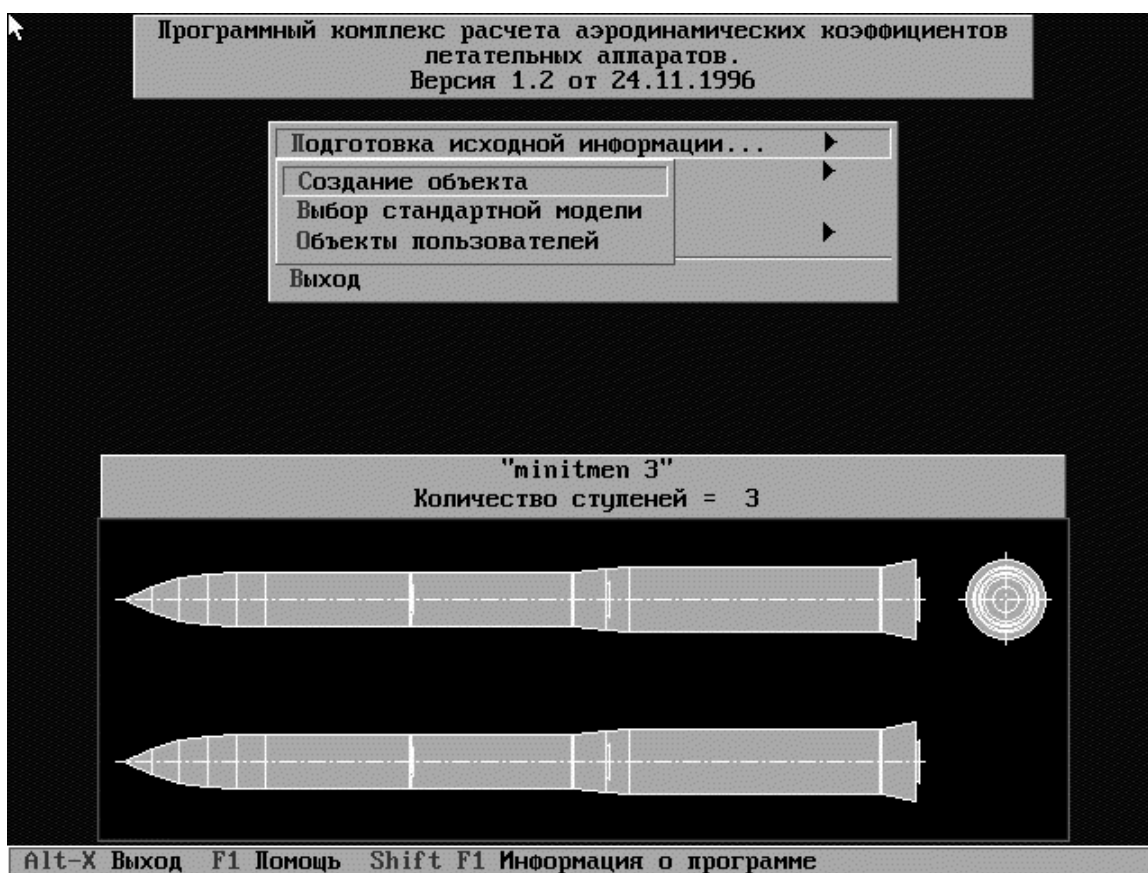 Программный комплекс расчета аэродинамических коэффициентов
летательных аппаратов.
Версия 1.2 от 24.11.1996
Подготовка исходной информации...
Создание объекта
Выбор стандартной модели
Объекты пользователей
Выход
"minitmen 3"
Количество ступеней = 3
Alt-X Выход F1 Помощь Shift F1 Информация о программе